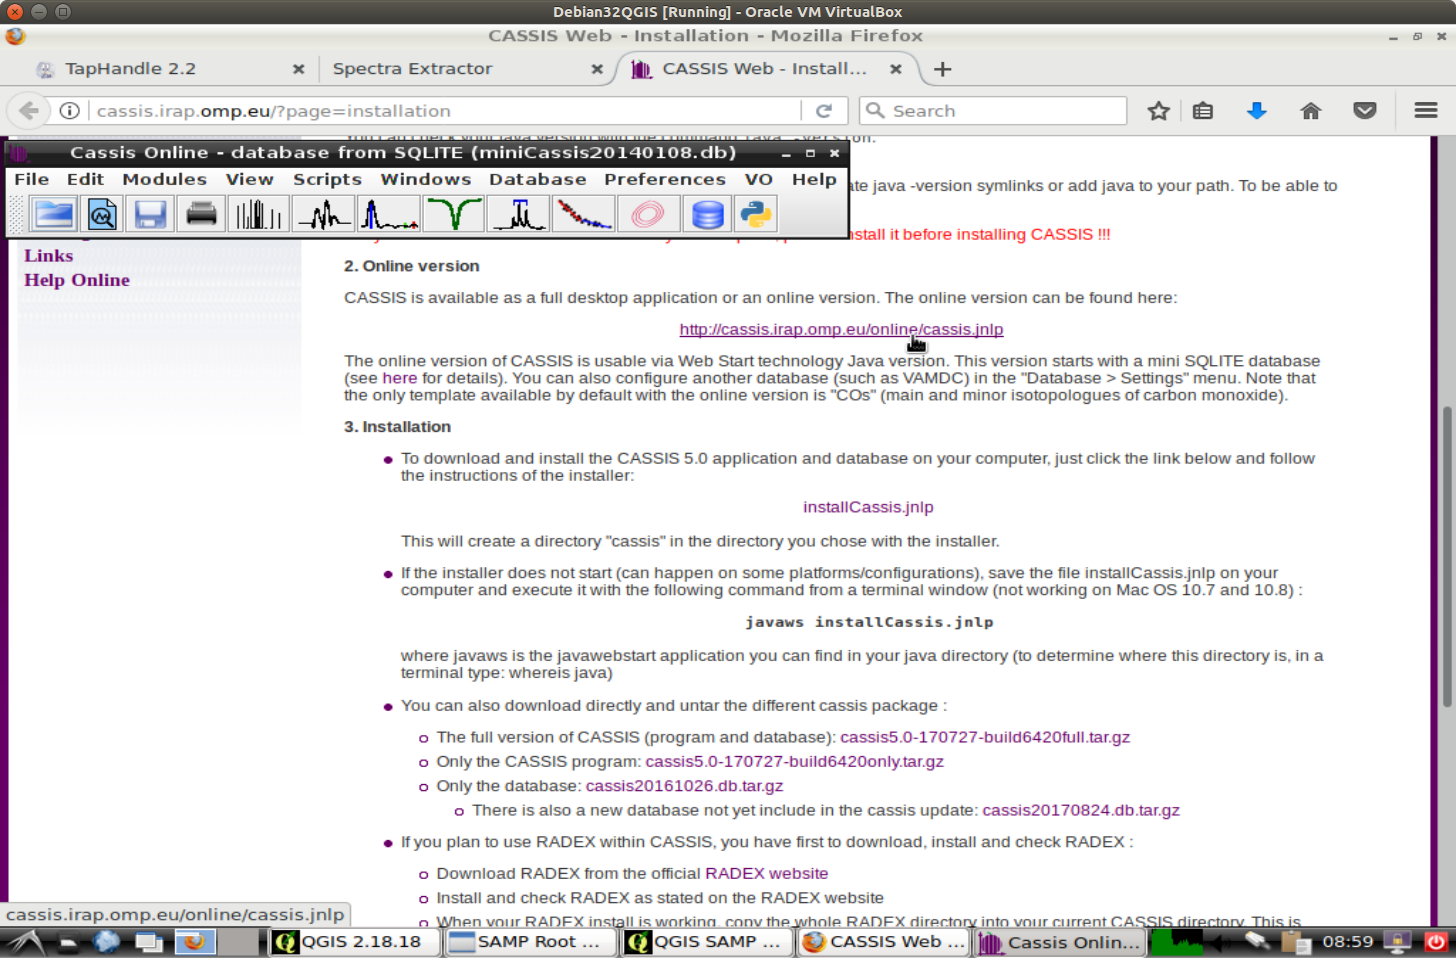 Debian32QGIS [Running] - Oracle VM VirtualBox
CASSIS Web - Installation - Mozilla Firefox
TapHandle 2.2
Spectra Extractor
CASSIS Web - Install...
cassis.irap.omp.eu/?page=installation
Search
You can check your java version with the command java -version.
Cassis Online - database from SQLITE (miniCassis20140108.db)
File Edit Modules View Scripts Windows Database Preferences VO Help
ate java -version symlinks or add java to your path. To be able to
nstall it before installing CASSIS !!!
Links
Help Online
2. Online version
CASSIS is available as a full desktop application or an online version. The online version can be found here:
http://cassis.irap.omp.eu/online/cassis.jnlp
The online version of CASSIS is usable via Web Start technology Java version. This version starts with a mini SQLITE database
(see here for details). You can also configure another database (such as VAMDC) in the "Database > Settings" menu. Note that
the only template available by default with the online version is "COs" (main and minor isotopologues of carbon monoxide).
3. Installation
To download and install the CASSIS 5.0 application and database on your computer, just click the link below and follow
the instructions of the installer:
installCassis.jnlp
This will create a directory "cassis" in the directory you chose with the installer.
If the installer does not start (can happen on some platforms/configurations), save the file installCassis.jnlp on your
computer and execute it with the following command from a terminal window (not working on Mac OS 10.7 and 10.8) :
javaws installCassis.jnlp
where javaws is the javawebstart application you can find in your java directory (to determine where this directory is, in a
terminal type: whereis java)
You can also download directly and untar the different cassis package :
The full version of CASSIS (program and database): cassis5.0-170727-build6420full.tar.gz
Only the CASSIS program: cassis5.0-170727-build6420only.tar.gz
Only the database: cassis20161026.db.tar.gz
There is also a new database not yet include in the cassis update: cassis20170824.db.tar.gz
If you plan to use RADEX within CASSIS, you have first to download, install and check RADEX :
Download RADEX from the official RADEX website
Install and check RADEX as stated on the RADEX website
When your RADEX install is working, copy the whole RADEX directory into your current CASSIS directory. This is
cassis.irap.omp.eu/online/cassis.jnlp
QGIS 2.18.18
SAMP Root ...
QGIS SAMP ...
CASSIS Web ...
Cassis Onlin...
08:59